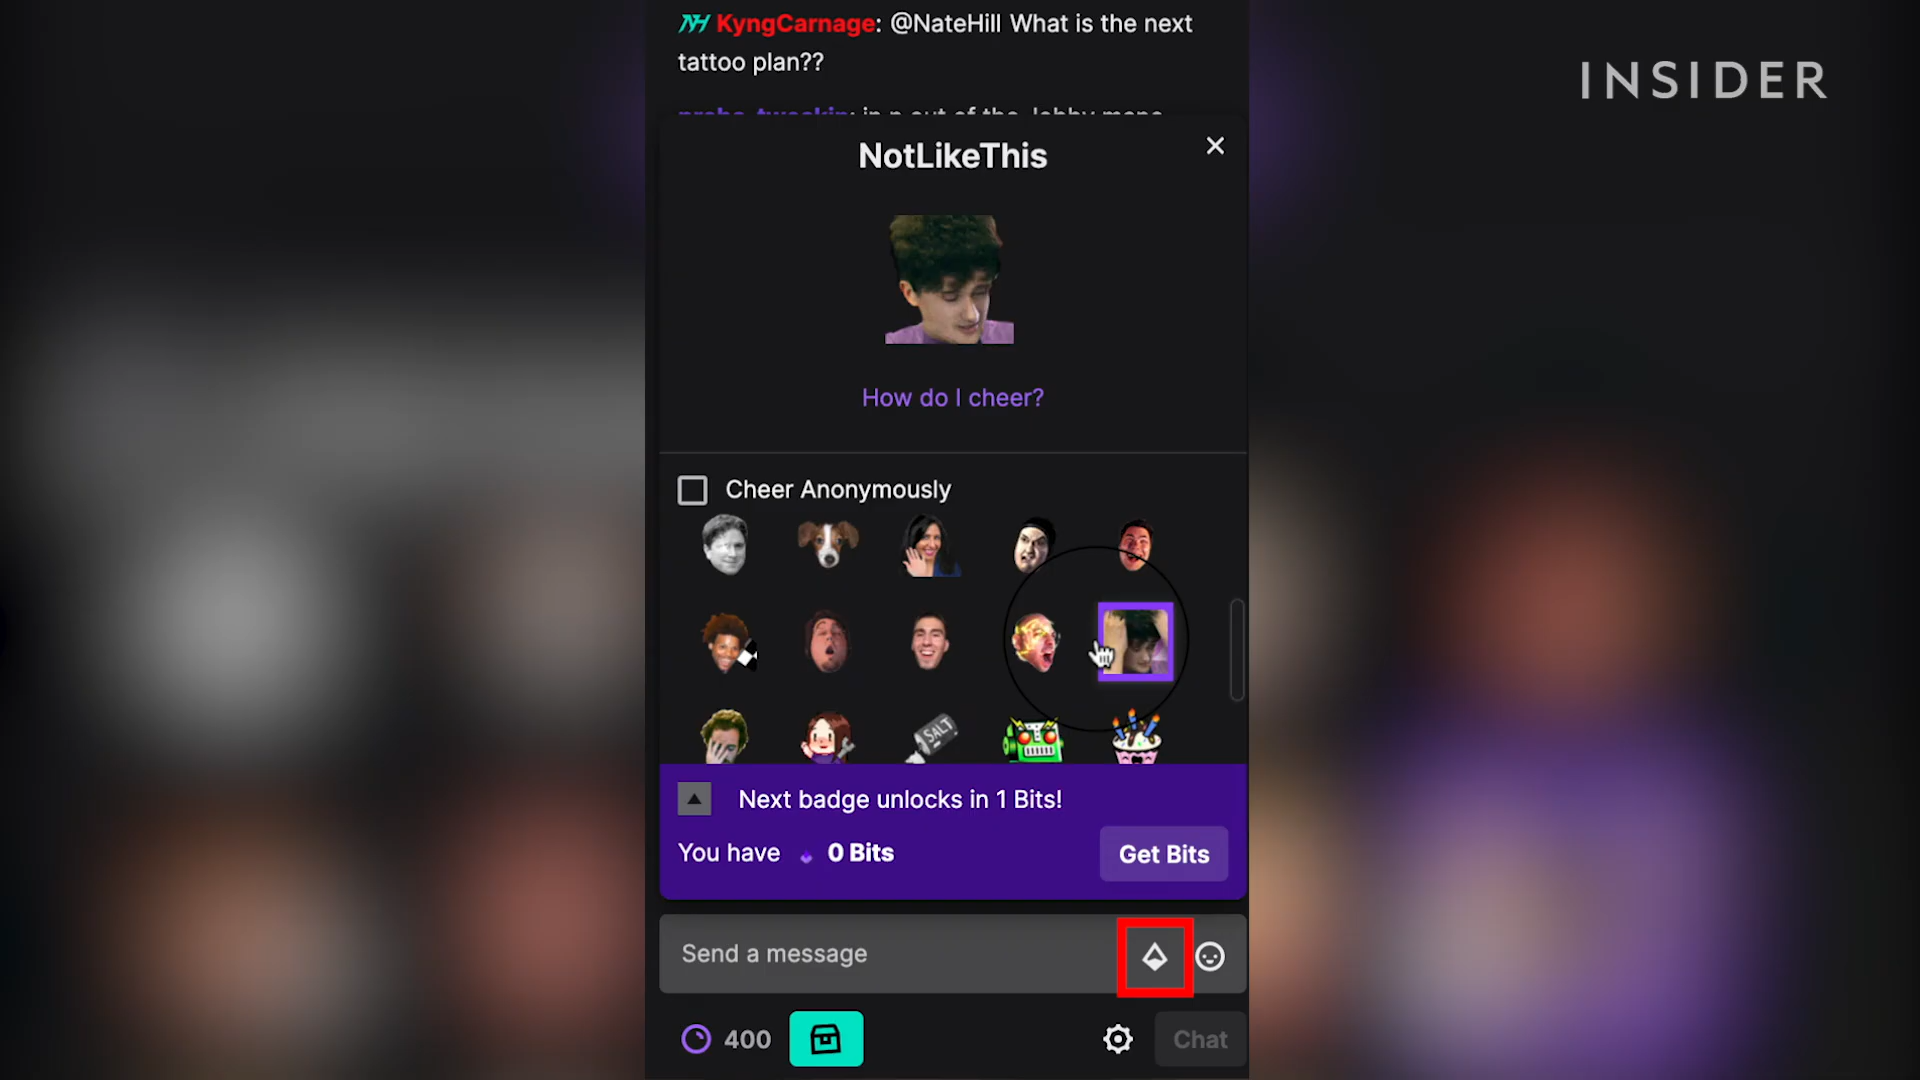 KyngCarnage: @NateHill What is the next
tattoo plan??
INSIDER
NotLikeThis
How do I cheer?
Cheer Anonymously
SALT
Next badge unlocks in 1 Bits!
You have 0 Bits
Get Bits
Send a message
400
Chat